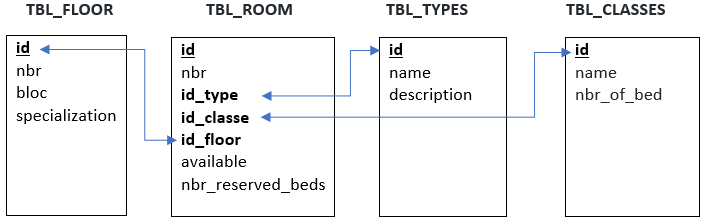 TBL_FLOOR
id
nbr
bloc
specialization
TBL_ROOM
id
nbr
id_type
id_classe
id_floor
available
nbr_reserved_beds
TBL_TYPES
id
name
description
TBL_CLASSES
id
name
nbr_of_bed